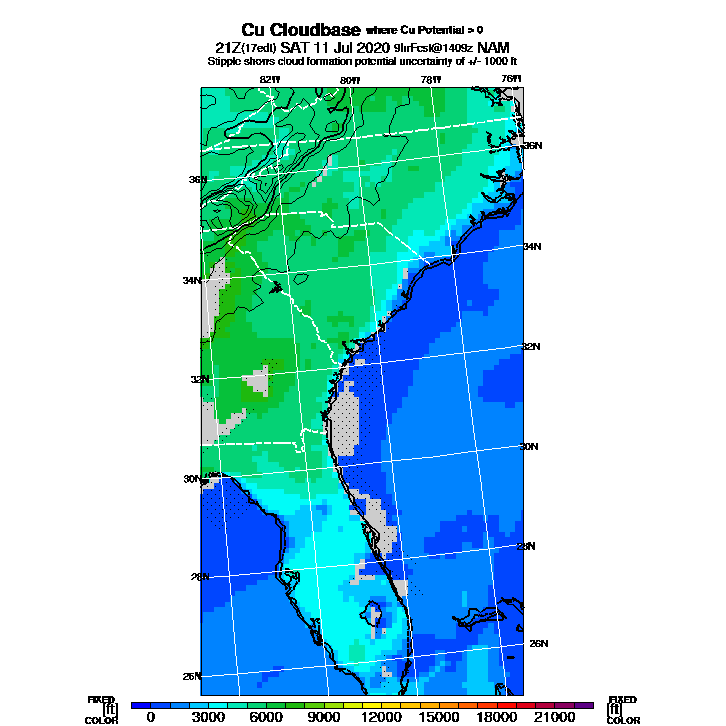 Cu Cloudbase where Cu Potential > 0
21Z(17edt) SAT 11 Jul 2020 9hrFcst@1409z NAM
Stipple shows cloud formation potential uncertainty of +/- 1000 ft
82W 80W 78W 76W
36N
36N
34N
34N
32N
32N
30N
30N
28N
28N
26N
26N
FIXED FIXED
[ft] [ft]
COLOR COLOR
0 3000 6000 9000 12000 15000 18000 21000